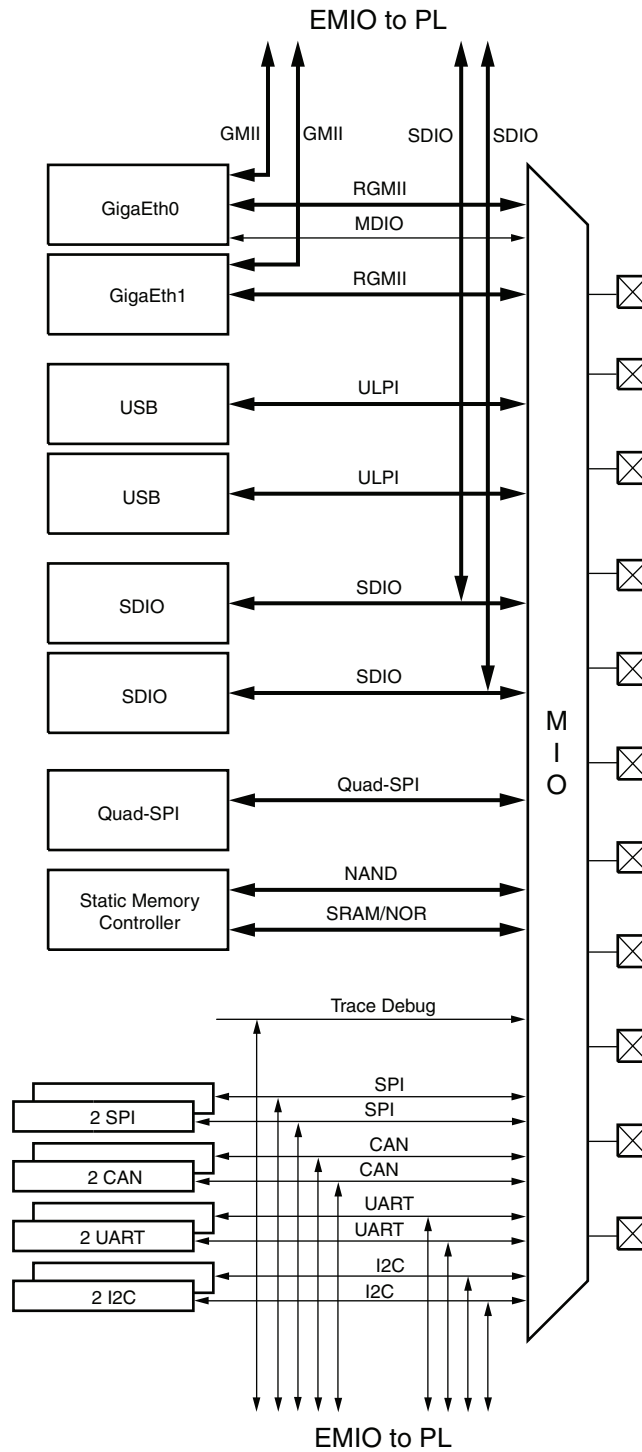 EMIO to PL
GMII
GMII
SDIO
SDIO
GigaEth0
RGMII
MDIO
GigaEth1
RGMII
USB
ULPI
USB
ULPI
SDIO
SDIO
SDIO
SDIO
M
I
O
Quad-SPI
Quad-SPI
Static Memory
Controller
NAND
SRAM/NOR
Trace Debug
SPI
2 SPI
SPI
CAN
2 CAN
CAN
UART
2 UART
UART
I2C
2 I2C
I2C
EMIO to PL